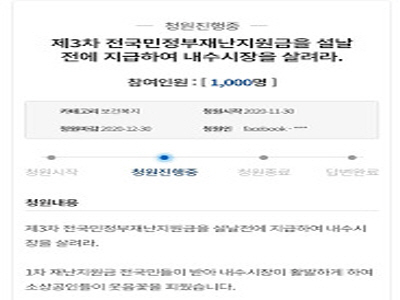 청원진행중
제3차 전국민정부재난지원금을 설날
전에 지급하여 내수시장을 살려라.
참여인원 : [ 1,000명 ]
카테고리 보건복지 청원시작 2020-11-30
청원마감 2020-12-30 청원인 facebook - ***
청원시작 청원진행중 청원종료 답변완료
청원내용
제3차 전국민정부재난지원금을 설날전에 지급하여 내수시
장을 살려라.
1차 재난지원금 전국민들이 받아 내수시장이 활발하게 하여
소상공인들이 웃음꽃을 피웠습니다.